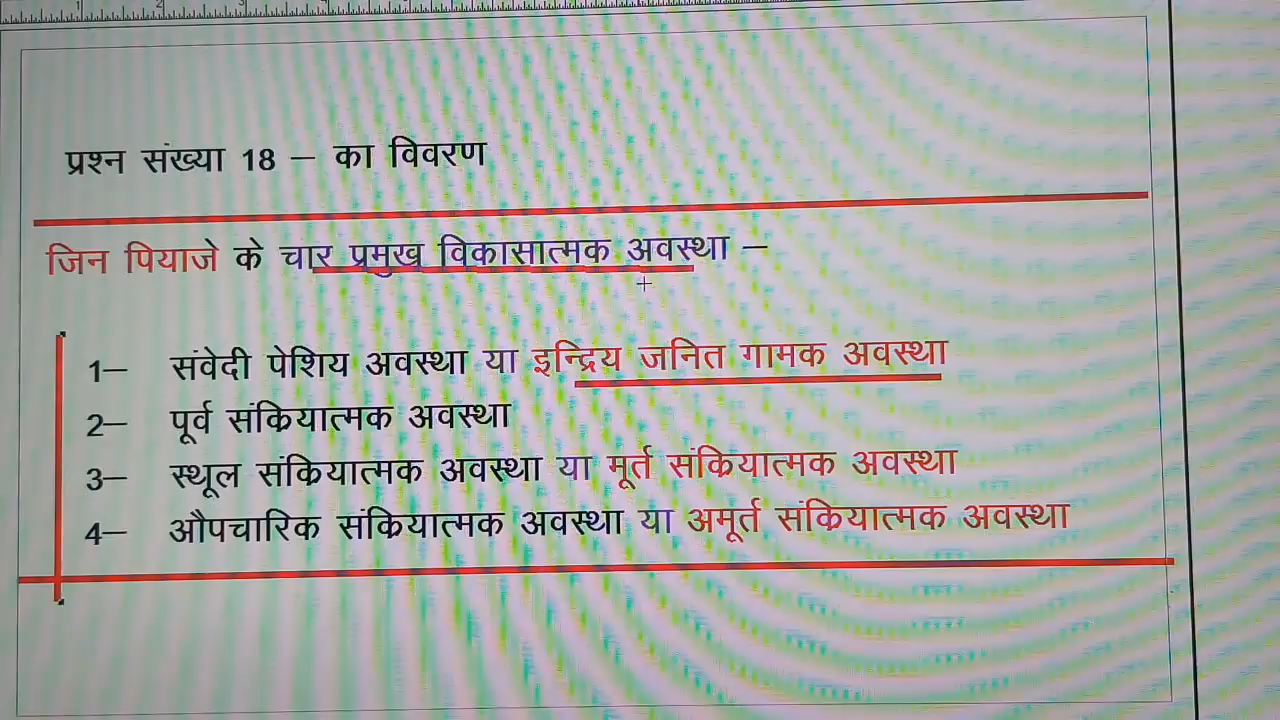 प्रश्न संख्या 18 – का विवरण
जिन पियाजे के चार प्रमुख विकासात्मक अवस्था –
1– संवेदी पेशिय अवस्था या इन्द्रिय जनित गामक अवस्था
2– पूर्व संकियात्मक अवस्था
3– स्थूल संकियात्मक अवस्था या मूर्त संकियात्मक अवस्था
4– औपचारिक संकियात्मक अवस्था या अमूर्त संकियात्मक अवस्था